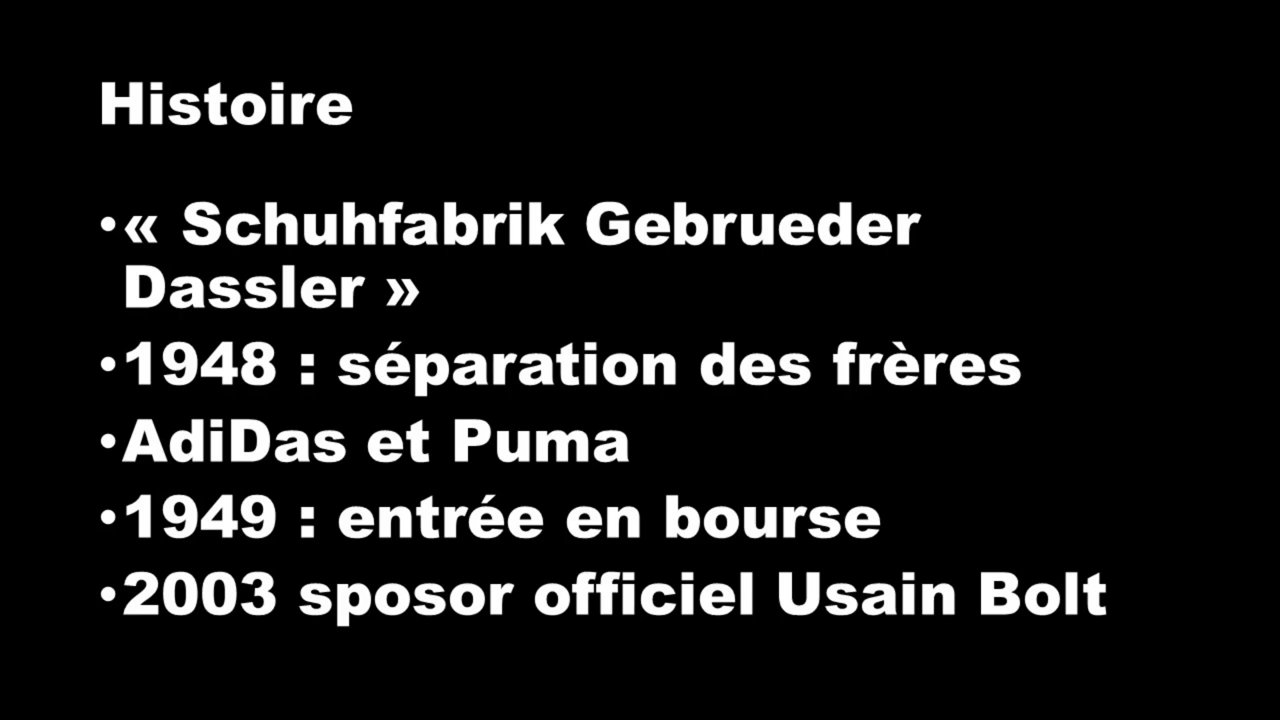 Histoire
•« Schuhfabrik Gebrueder
Dassler »
•1948 : séparation des frères
•AdiDas et Puma
•1949 : entrée en bourse
•2003 sposor officiel Usain Bolt